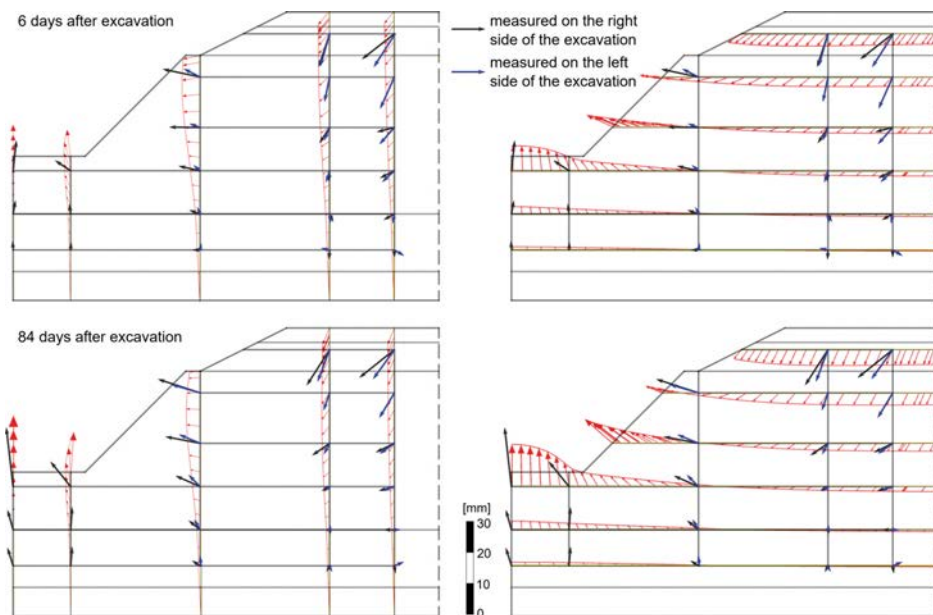 6 days after excavation
measured on the right
side of the excavation
measured on the left
side of the excavation
84 days after excavation
[mm]
30
20
10
0